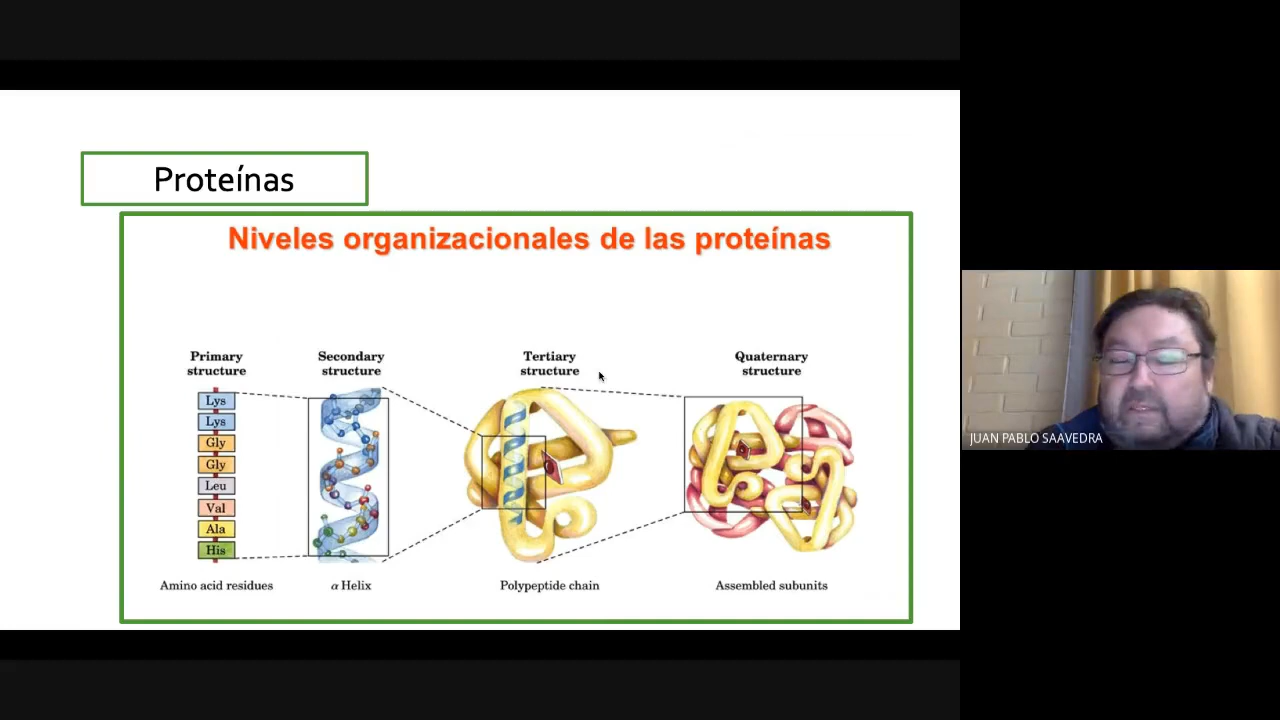 Proteínas
Niveles organizacionales de las proteínas
Primary
structure
Secondary
structure
Tertiary
structure
Quaternary
structure
Lys
Lys
Gly
Gly
Leu
Val
Ala
His
Amino acid residues
α Helix
Polypeptide chain
Assembled subunits
JUAN PABLO SAAVEDRA